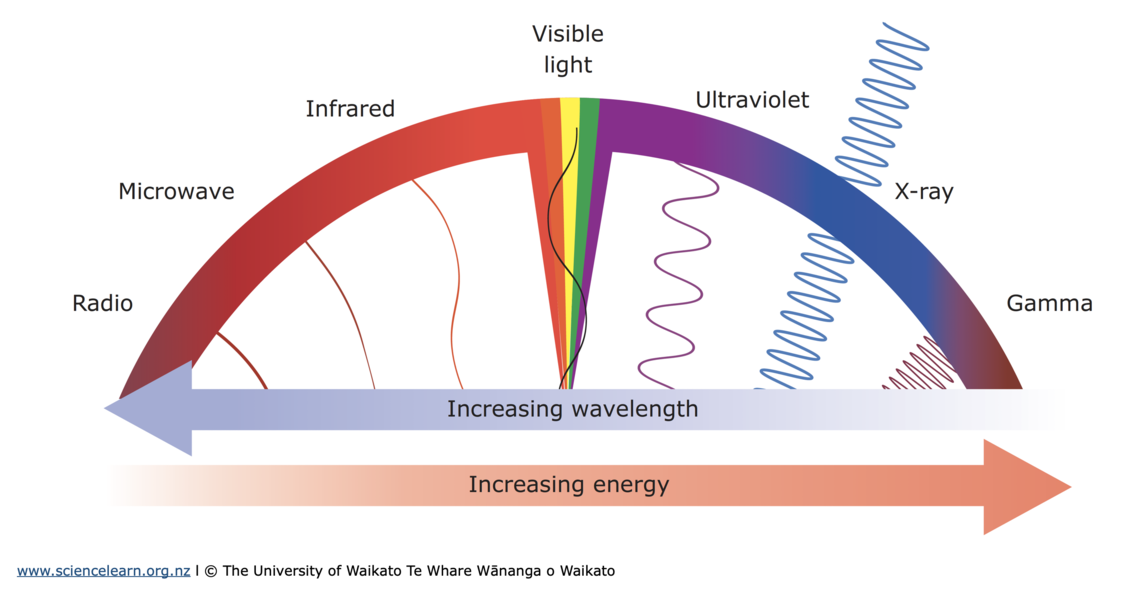 Visible
light
Infrared
Ultraviolet
Microwave
X-ray
Radio
Gamma
Increasing wavelength
Increasing energy
www.sciencelearn.org.nz l © The University of Waikato Te Whare Wānanga o Waikato